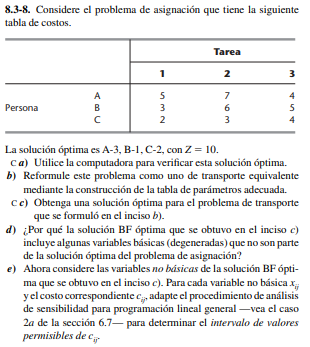 8.3-8. Considere el problema de asignación que tiene la siguiente
tabla de costos.
Tarea
1 2 3
A 5 7 4
Persona B 3 6 5
C 2 3 4
La solución óptima es A-3, B-1, C-2, con Z = 10.
C a) Utilice la computadora para verificar esta solución óptima.
b) Reformule este problema como uno de transporte equivalente
mediante la construcción de la tabla de parámetros adecuada.
C c) Obtenga una solución óptima para el problema de transporte
que se formuló en el inciso b).
d) ¿Por qué la solución BF óptima que se obtuvo en el inciso c)
incluye algunas variables básicas (degeneradas) que no son parte
de la solución óptima del problema de asignación?
e) Ahora considere las variables no básicas de la solución BF ópti-
ma que se obtuvo en el inciso c). Para cada variable no básica xij
y el costo correspondiente cij, adapte el procedimiento de análisis
de sensibilidad para programación lineal general —vea el caso
2a de la sección 6.7— para determinar el intervalo de valores
permisibles de cij.